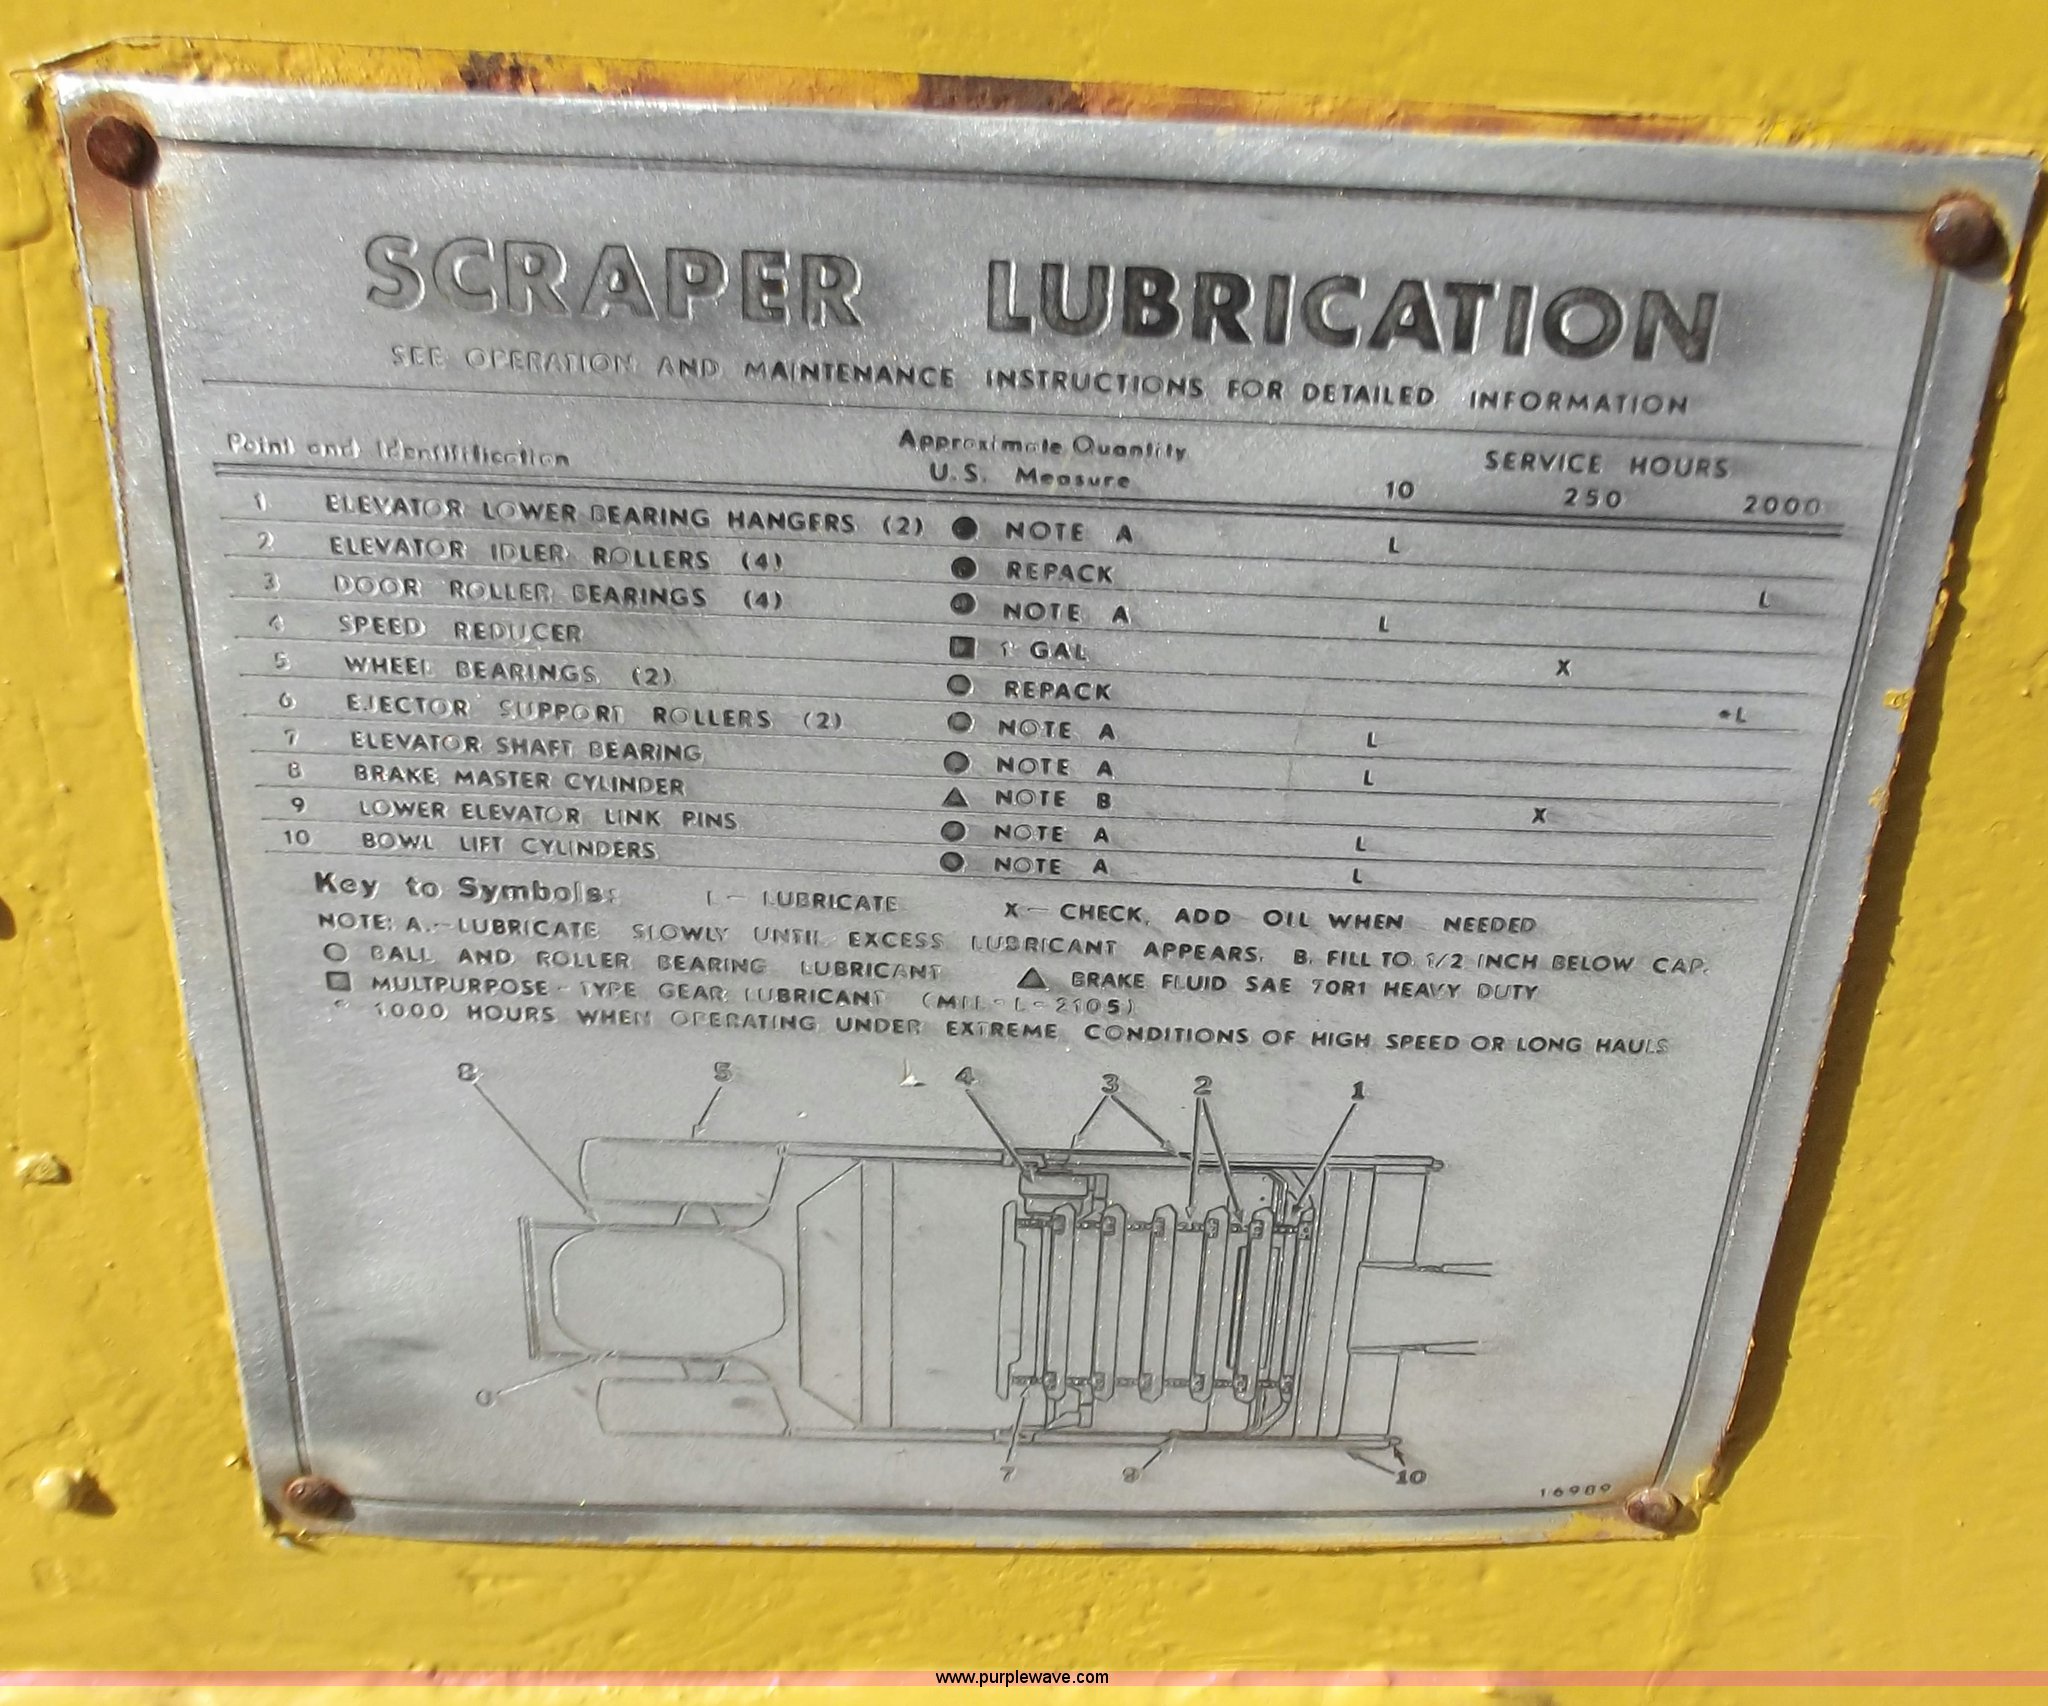 SCRAPER LUBRICATION
SEE OPERATION AND MAINTENANCE INSTRUCTIONS FOR DETAILED INFORMATION
Point and Identifification Approximate Quantity U.S. Measure SERVICE HOURS
10 250 2000
1 ELEVATOR LOWER BEARING HANGERS (2) ● NOTE A L
2 ELEVATOR IDLER ROLLERS (4) ● REPACK L
3 DOOR ROLLER BEARINGS (4) ● NOTE A L
4 SPEED REDUCER ■ 1 GAL X
5 WHEEL BEARINGS (2) ● REPACK *L
6 EJECTOR SUPPORT ROLLERS (2) ● NOTE A L
7 ELEVATOR SHAFT BEARING ● NOTE A L
8 BRAKE MASTER CYLINDER ▲ NOTE B X
9 LOWER ELEVATOR LINK PINS ● NOTE A L
10 BOWL LIFT CYLINDERS ● NOTE A L
Key to Symbols: L - LUBRICATE X - CHECK, ADD OIL WHEN NEEDED
NOTE: A.-LUBRICATE SLOWLY UNTIL EXCESS LUBRICANT APPEARS. B. FILL TO 1/2 INCH BELOW CAP.
● BALL AND ROLLER BEARING LUBRICANT ▲ BRAKE FLUID SAE 70R1 HEAVY DUTY
■ MULTPURPOSE-TYPE GEAR LUBRICANT (MIL-L-2105)
* 1000 HOURS WHEN OPERATING UNDER EXTREME CONDITIONS OF HIGH SPEED OR LONG HAULS
8 5 4 3 2 1
6 7 9 10
16989
www.purplewave.com